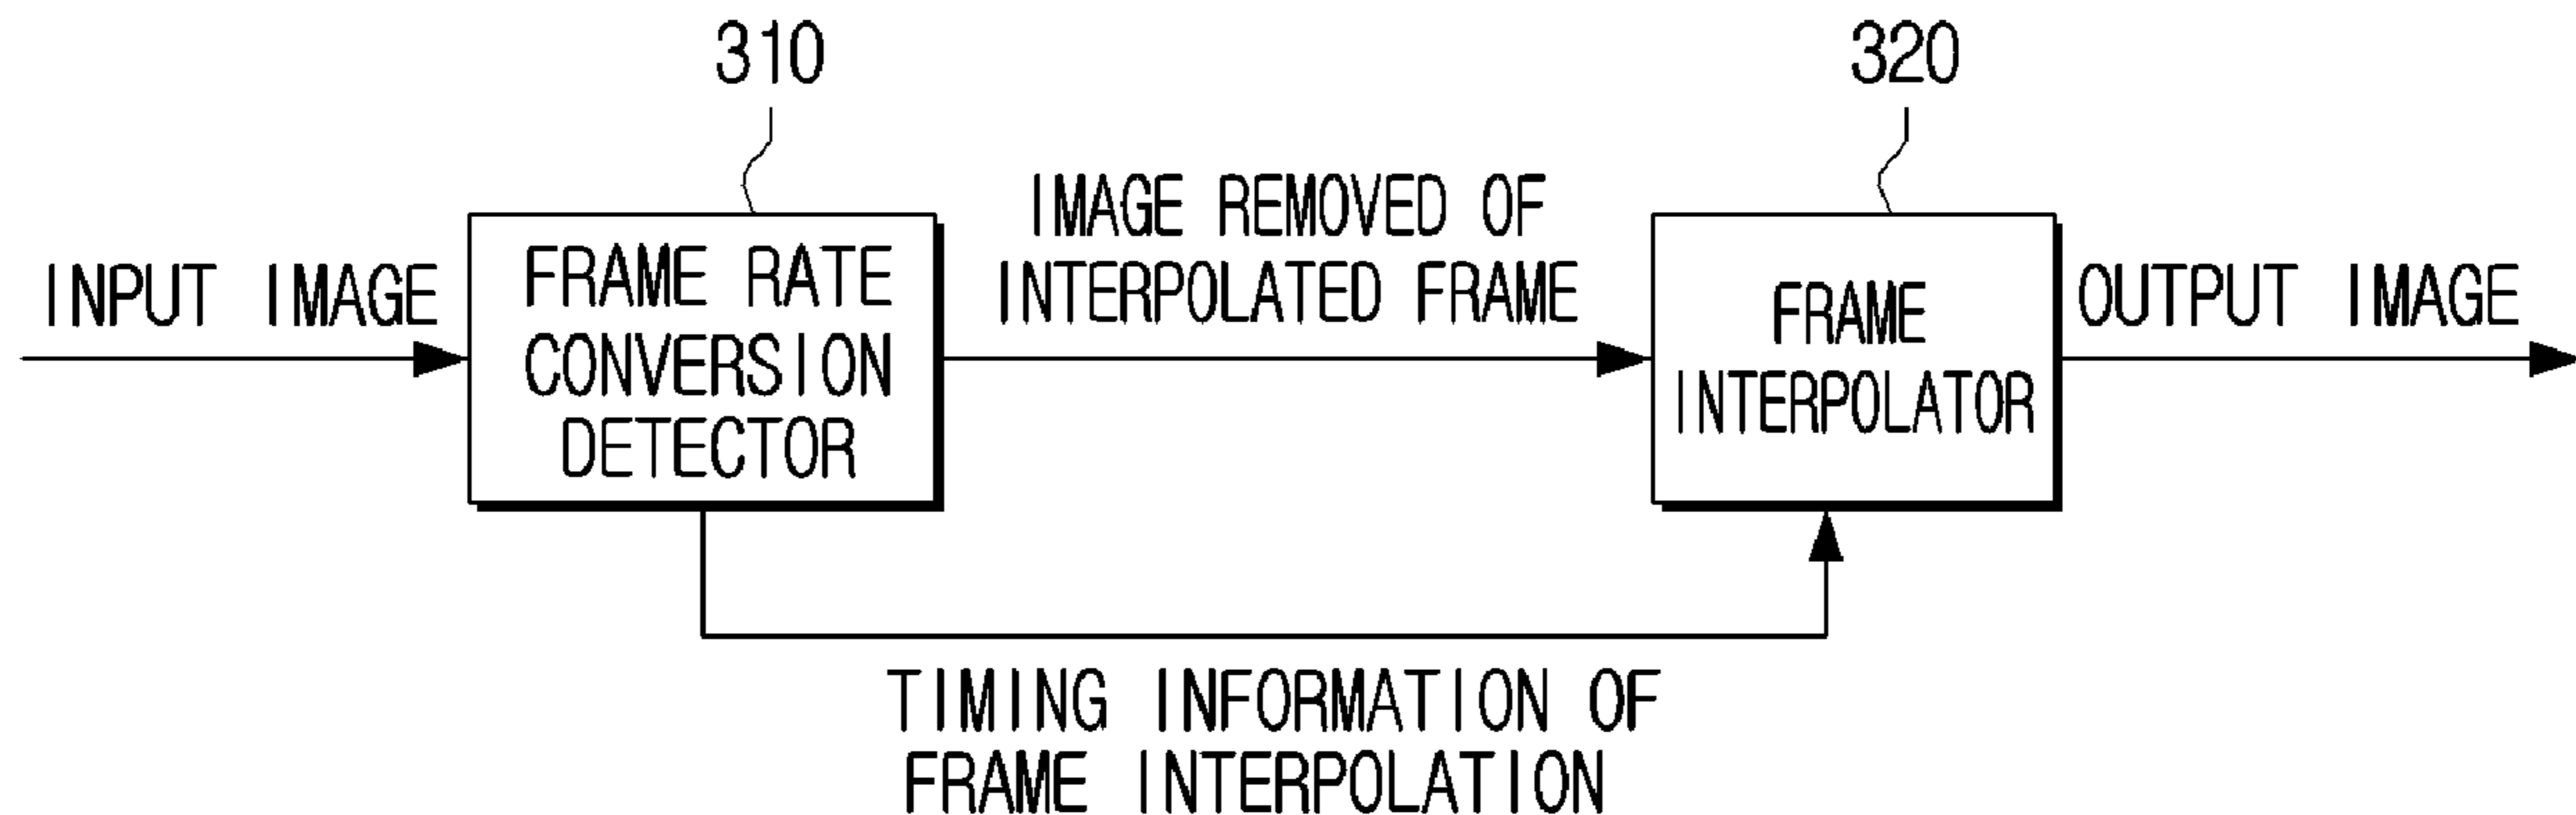 310
320
INPUT IMAGE
FRAME RATE
CONVERSION
DETECTOR
IMAGE REMOVED OF
INTERPOLATED FRAME
FRAME
INTERPOLATOR
OUTPUT IMAGE
TIMING INFORMATION OF
FRAME INTERPOLATION